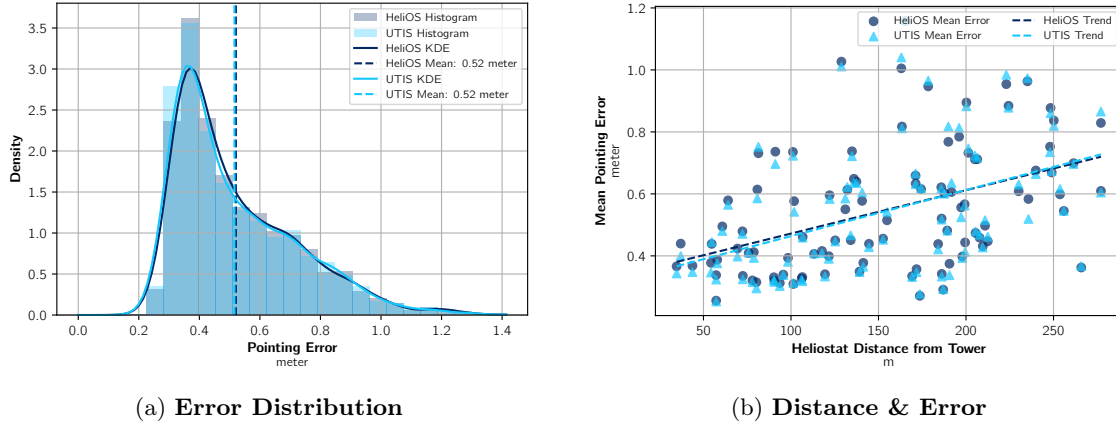 3.5
3.0
2.5
2.0
1.5
1.0
0.5
0.0
Density
HeliOS Histogram
UTIS Histogram
HeliOS KDE
HeliOS Mean: 0.52 meter
UTIS KDE
UTIS Mean: 0.52 meter
0.0 0.2 0.4 0.6 0.8 1.0 1.2 1.4
Pointing Error
meter
(a) Error Distribution
1.2
1.0
0.8
0.6
0.4
Mean Pointing Error
meter
HeliOS Mean Error HeliOS Trend
UTIS Mean Error UTIS Trend
50 100 150 200 250
Heliostat Distance from Tower
m
(b) Distance & Error